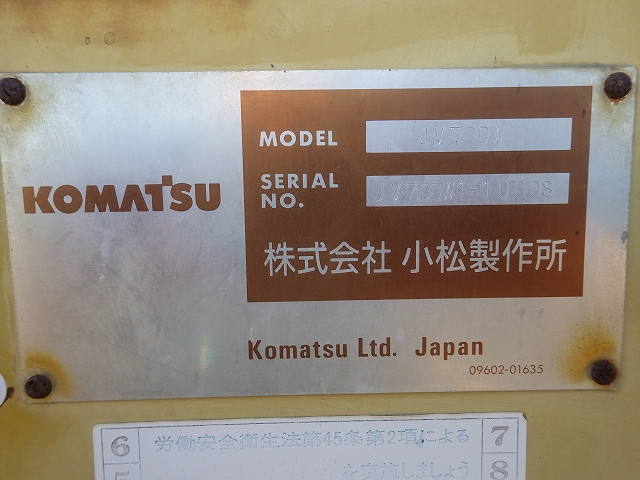 KOMATSU
MODEL
SERIAL
NO.
株式会社 小松製作所
Komatsu Ltd. Japan
09602-01635
6 労働安全衛生法第45条第2項による 7
を実施しましょう 8